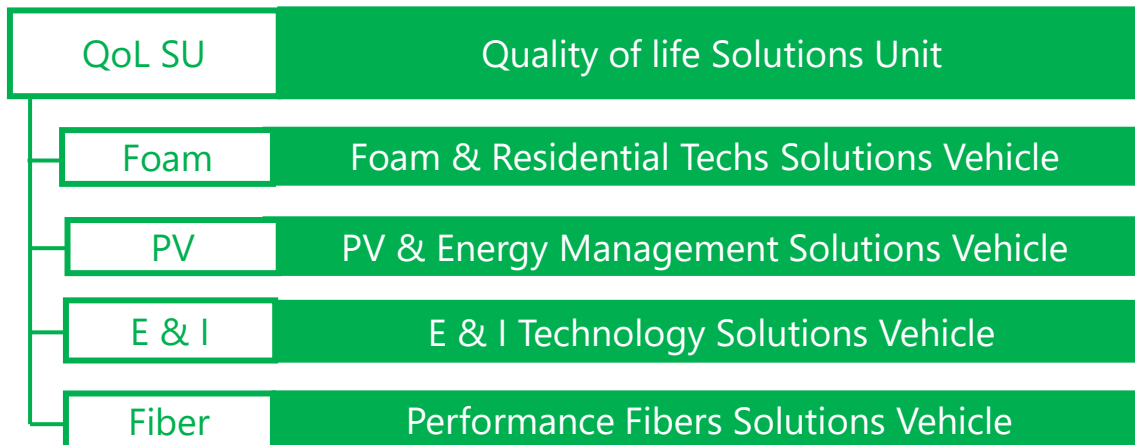 QoL SU Quality of life Solutions Unit
Foam Foam & Residential Techs Solutions Vehicle
PV PV & Energy Management Solutions Vehicle
E & I E & I Technology Solutions Vehicle
Fiber Performance Fibers Solutions Vehicle